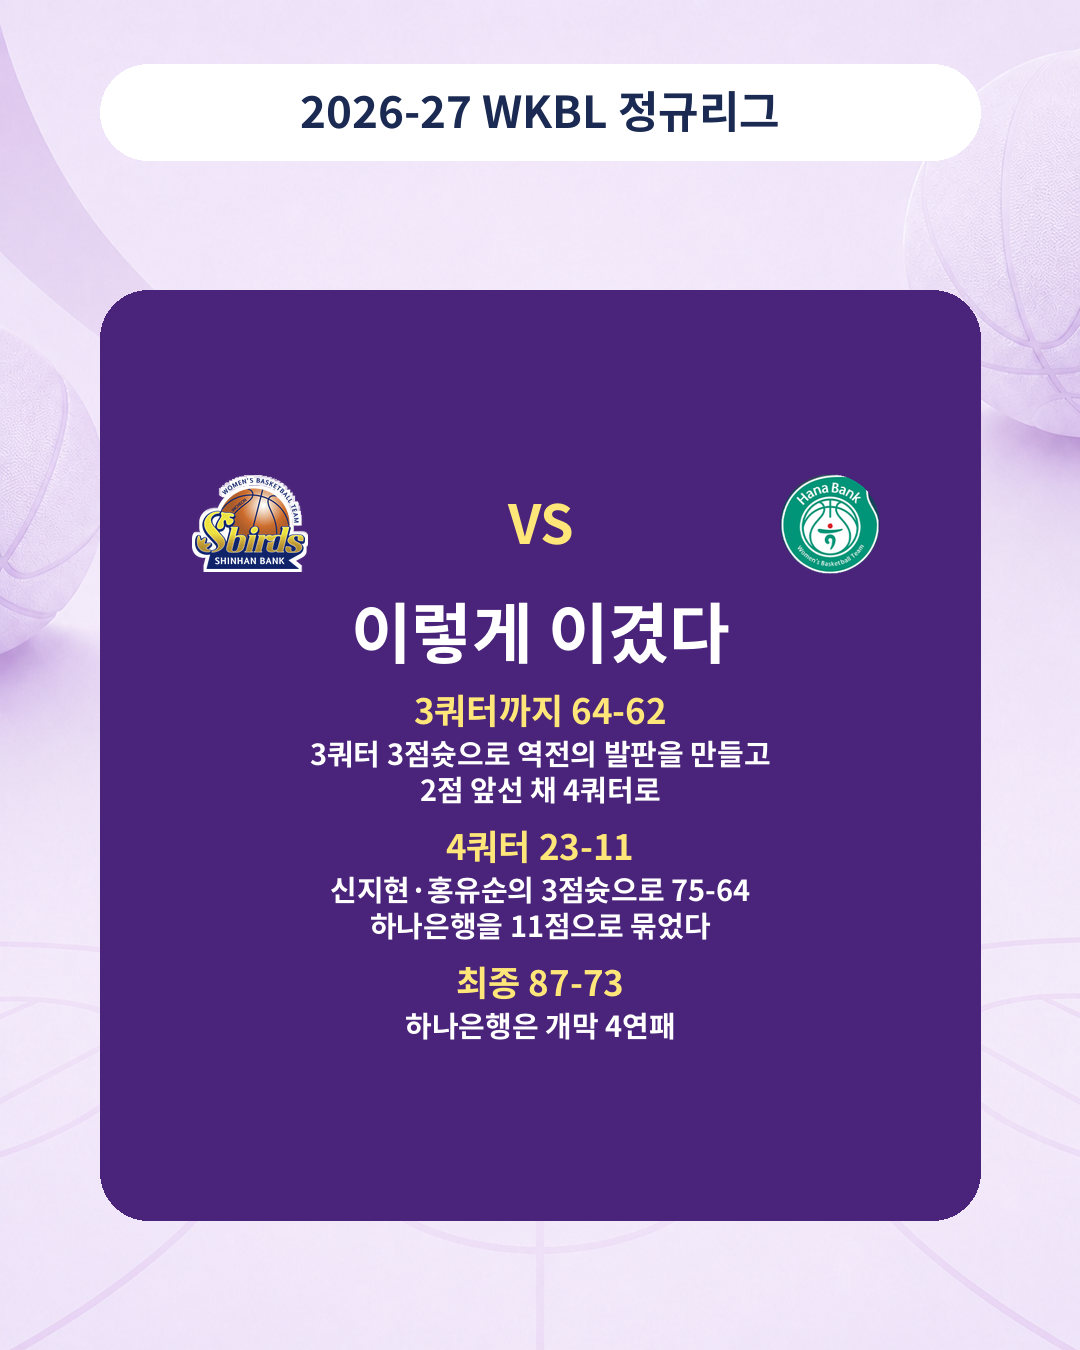 2026-27 WKBL 정규리그
WOMEN'S BASKETBALL TEAM
Sbirds
SHINHAN BANK
VS
Hana Bank
Women's Basketball Team
이렇게 이겼다
3쿼터까지 64-62
3쿼터 3점슛으로 역전의 발판을 만들고
2점 앞선 채 4쿼터로
4쿼터 23-11
신지현·홍유순의 3점슛으로 75-64
하나은행을 11점으로 묶었다
최종 87-73
하나은행은 개막 4연패